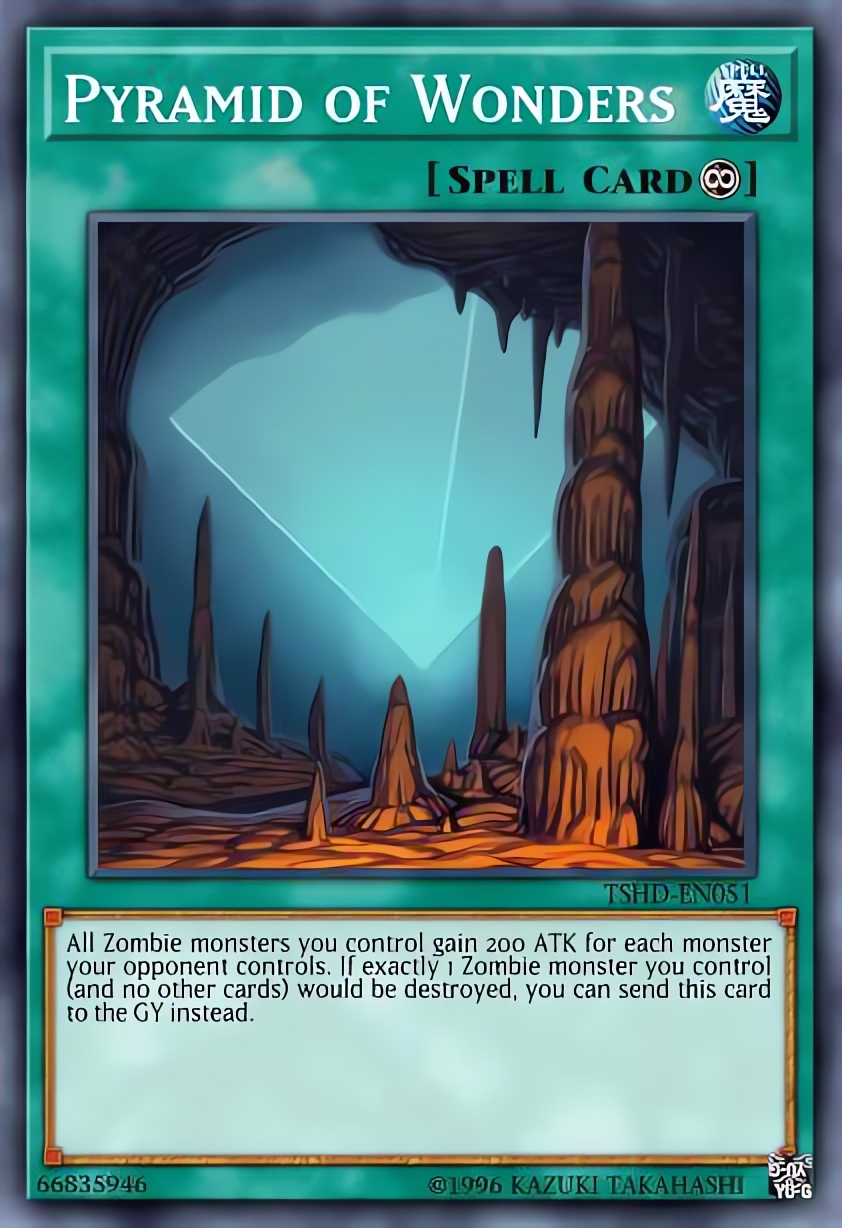 PYRAMID OF WONDERS 魔
[SPELL CARD]
TSHD-EN051
All Zombie monsters you control gain 200 ATK for each monster
your opponent controls. If exactly 1 Zombie monster you control
(and no other cards) would be destroyed, you can send this card
to the GY instead.
66835946
©1996 KAZUKI TAKAHASHI